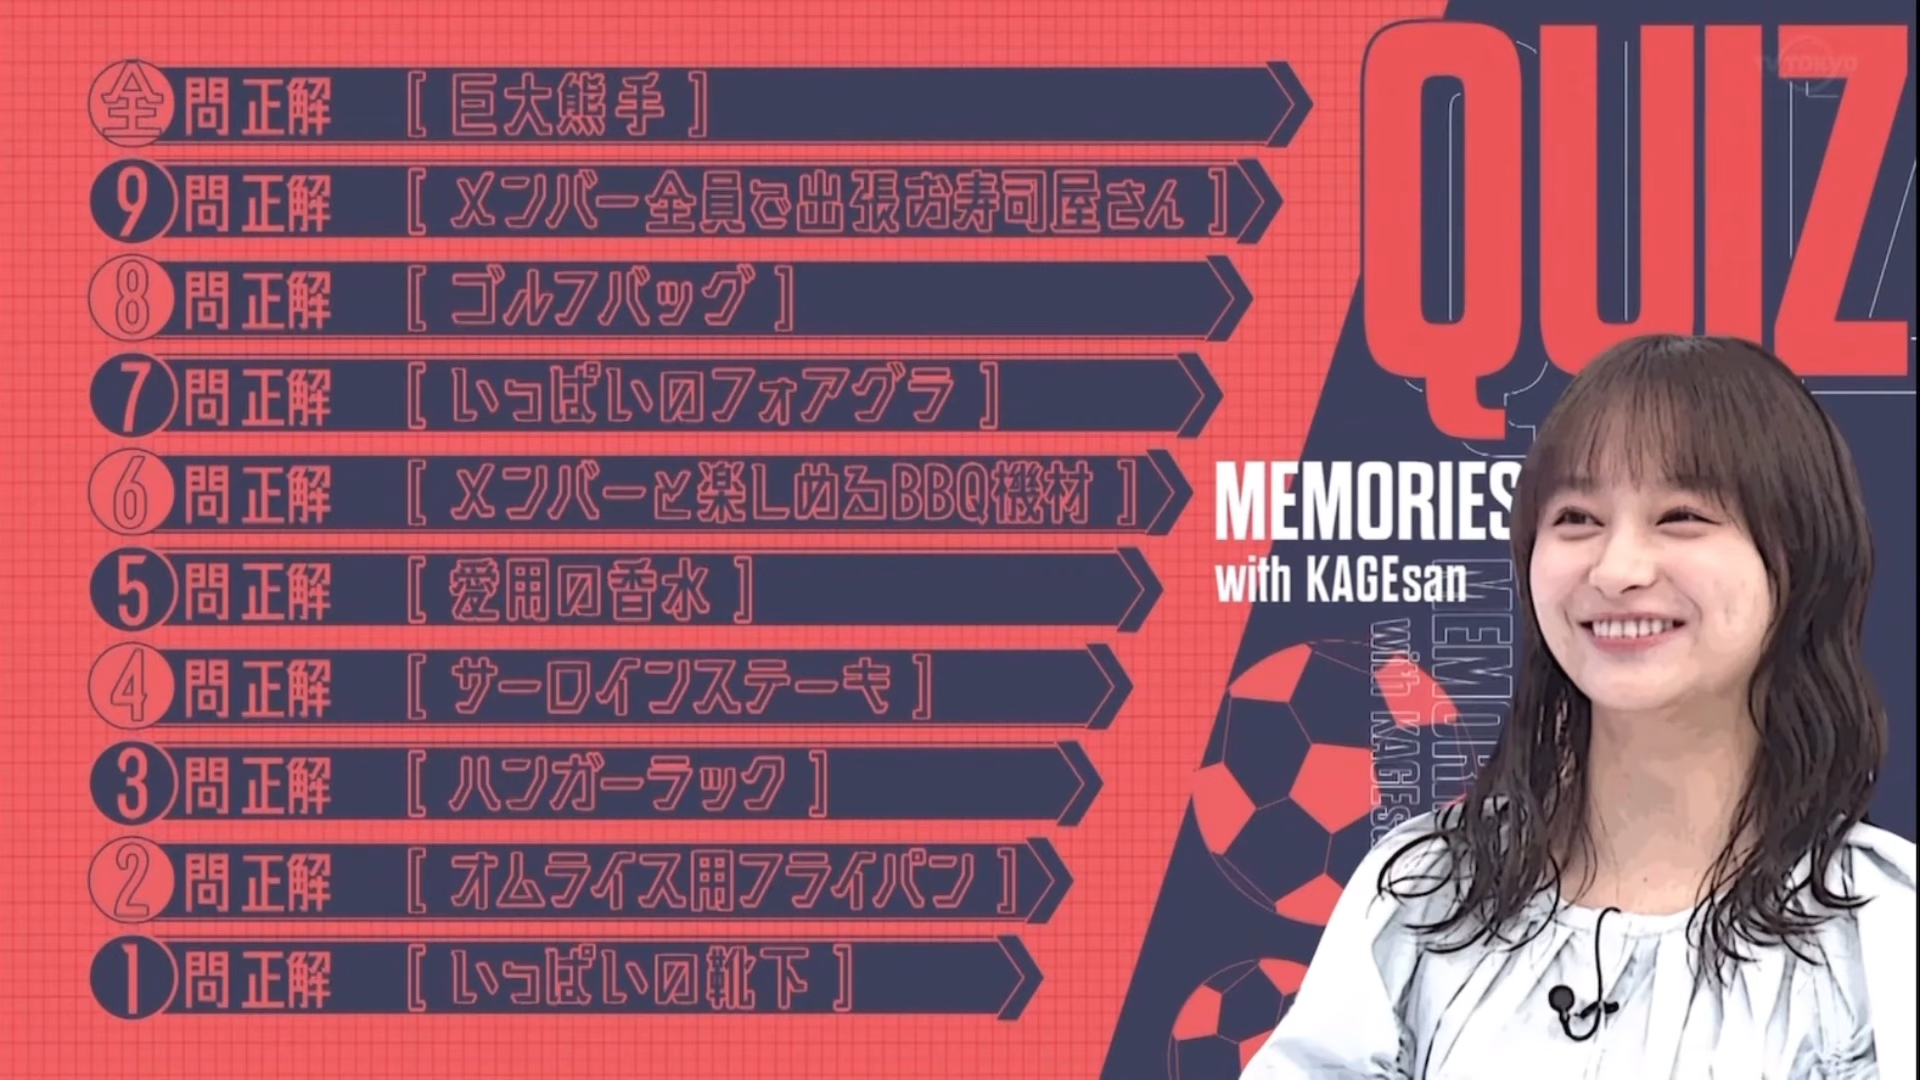 全問正解 [ 巨大熊手 ]
9問正解 [ メンバー全員で出張お寿司屋さん ]
8問正解 [ ゴルフバッグ ]
7問正解 [ いっぱいのフォアグラ ]
6問正解 [ メンバーと楽しめるBBQ機材 ]
5問正解 [ 愛用の香水 ]
4問正解 [ サーロインステーキ ]
3問正解 [ ハンガーラック ]
2問正解 [ オムライス用フライパン ]
1問正解 [ いっぱいの靴下 ]
TV TOKYO
QUIZ
MEMORIES
with KAGEsan